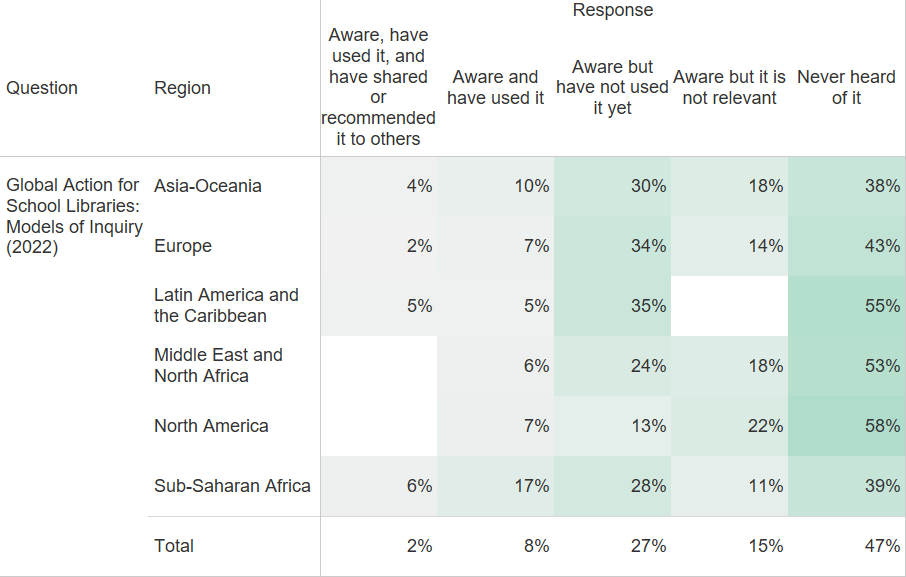 Response
Question
Region
Aware, have
used it, and
have shared
or
recommended
it to others
Aware and
have used it
Aware but
have not used
it yet
Aware but it is
not relevant
Never heard
of it
Global Action for
School Libraries:
Models of Inquiry
(2022)
Asia-Oceania 4% 10% 30% 18% 38%
Europe 2% 7% 34% 14% 43%
Latin America and
the Caribbean 5% 5% 35% 55%
Middle East and
North Africa 6% 24% 18% 53%
North America 7% 13% 22% 58%
Sub-Saharan Africa 6% 17% 28% 11% 39%
Total 2% 8% 27% 15% 47%